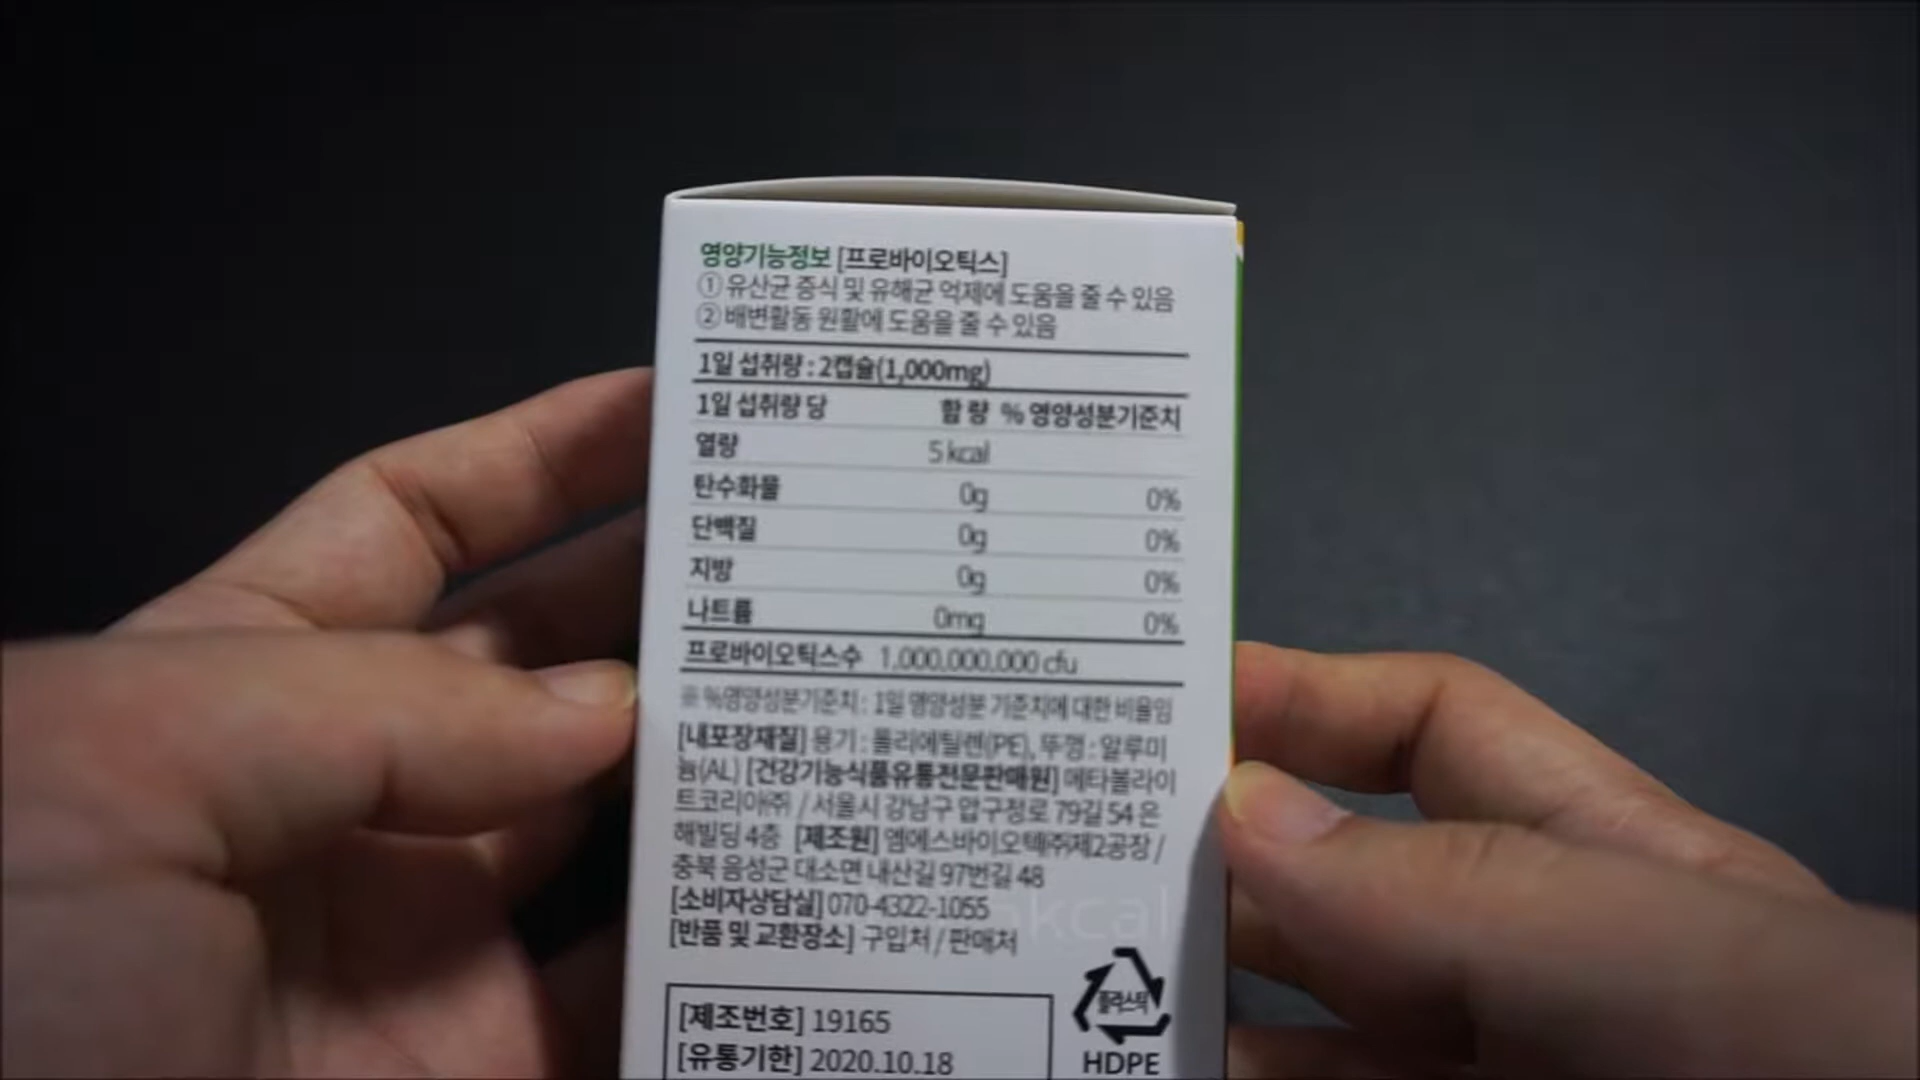 영양기능정보 [프로바이오틱스]
① 유산균 증식 및 유해균 억제에 도움을 줄 수 있음
② 배변활동 원활에 도움을 줄 수 있음
1일 섭취량 : 2캡슐(1,000mg)
1일 섭취량 당 함 량 % 영양성분기준치
열량 5 kcal
탄수화물 0g 0%
단백질 0g 0%
지방 0g 0%
나트륨 0mg 0%
프로바이오틱스수 1,000,000,000 cfu
※ %영양성분기준치 : 1일 영양성분 기준치에 대한 비율임
[내포장재질] 용기 : 폴리에틸렌(PE), 뚜껑 : 알루미
늄(AL) [건강기능식품유통전문판매원] 메타볼라이
트코리아㈜ / 서울시 강남구 압구정로 79길 54 은
해빌딩 4층 [제조원] 엠에스바이오텍㈜제2공장 /
충북 음성군 대소면 내산길 97번길 48
[소비자상담실] 070-4322-1055
[반품 및 교환장소] 구입처 / 판매처
5kcal
플라스틱
HDPE
[제조번호] 19165
[유통기한] 2020.10.18